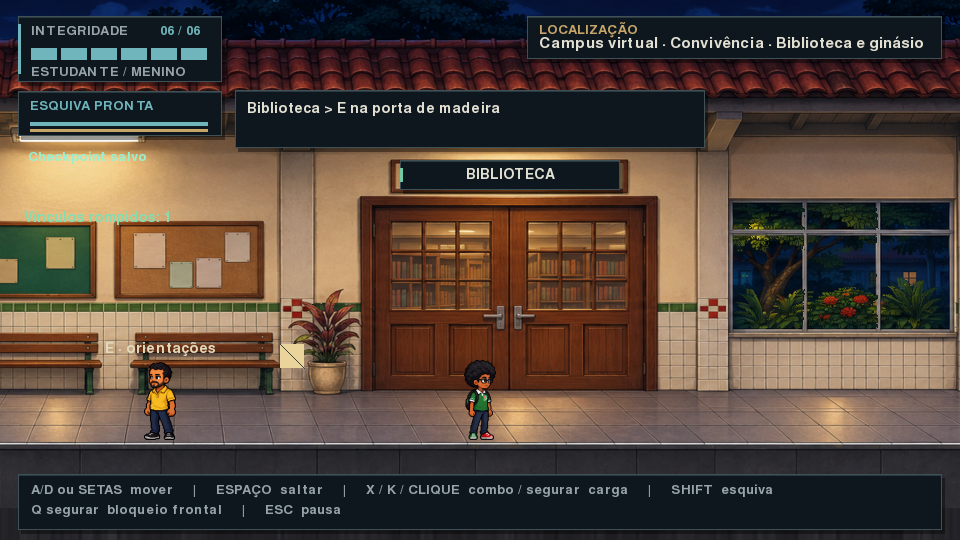 INTEGRIDADE 06 / 06
ESTUDANTE / MENINO
LOCALIZAÇÃO
Campus virtual · Convivência · Biblioteca e ginásio
ESQUIVA PRONTA
Biblioteca > E na porta de madeira
Checkpoint salvo
BIBLIOTECA
Vínculos rompidos: 1
E · orientações
A/D ou SETAS mover | ESPAÇO saltar | X / K / CLIQUE combo / segurar carga | SHIFT esquiva
Q segurar bloqueio frontal | ESC pausa